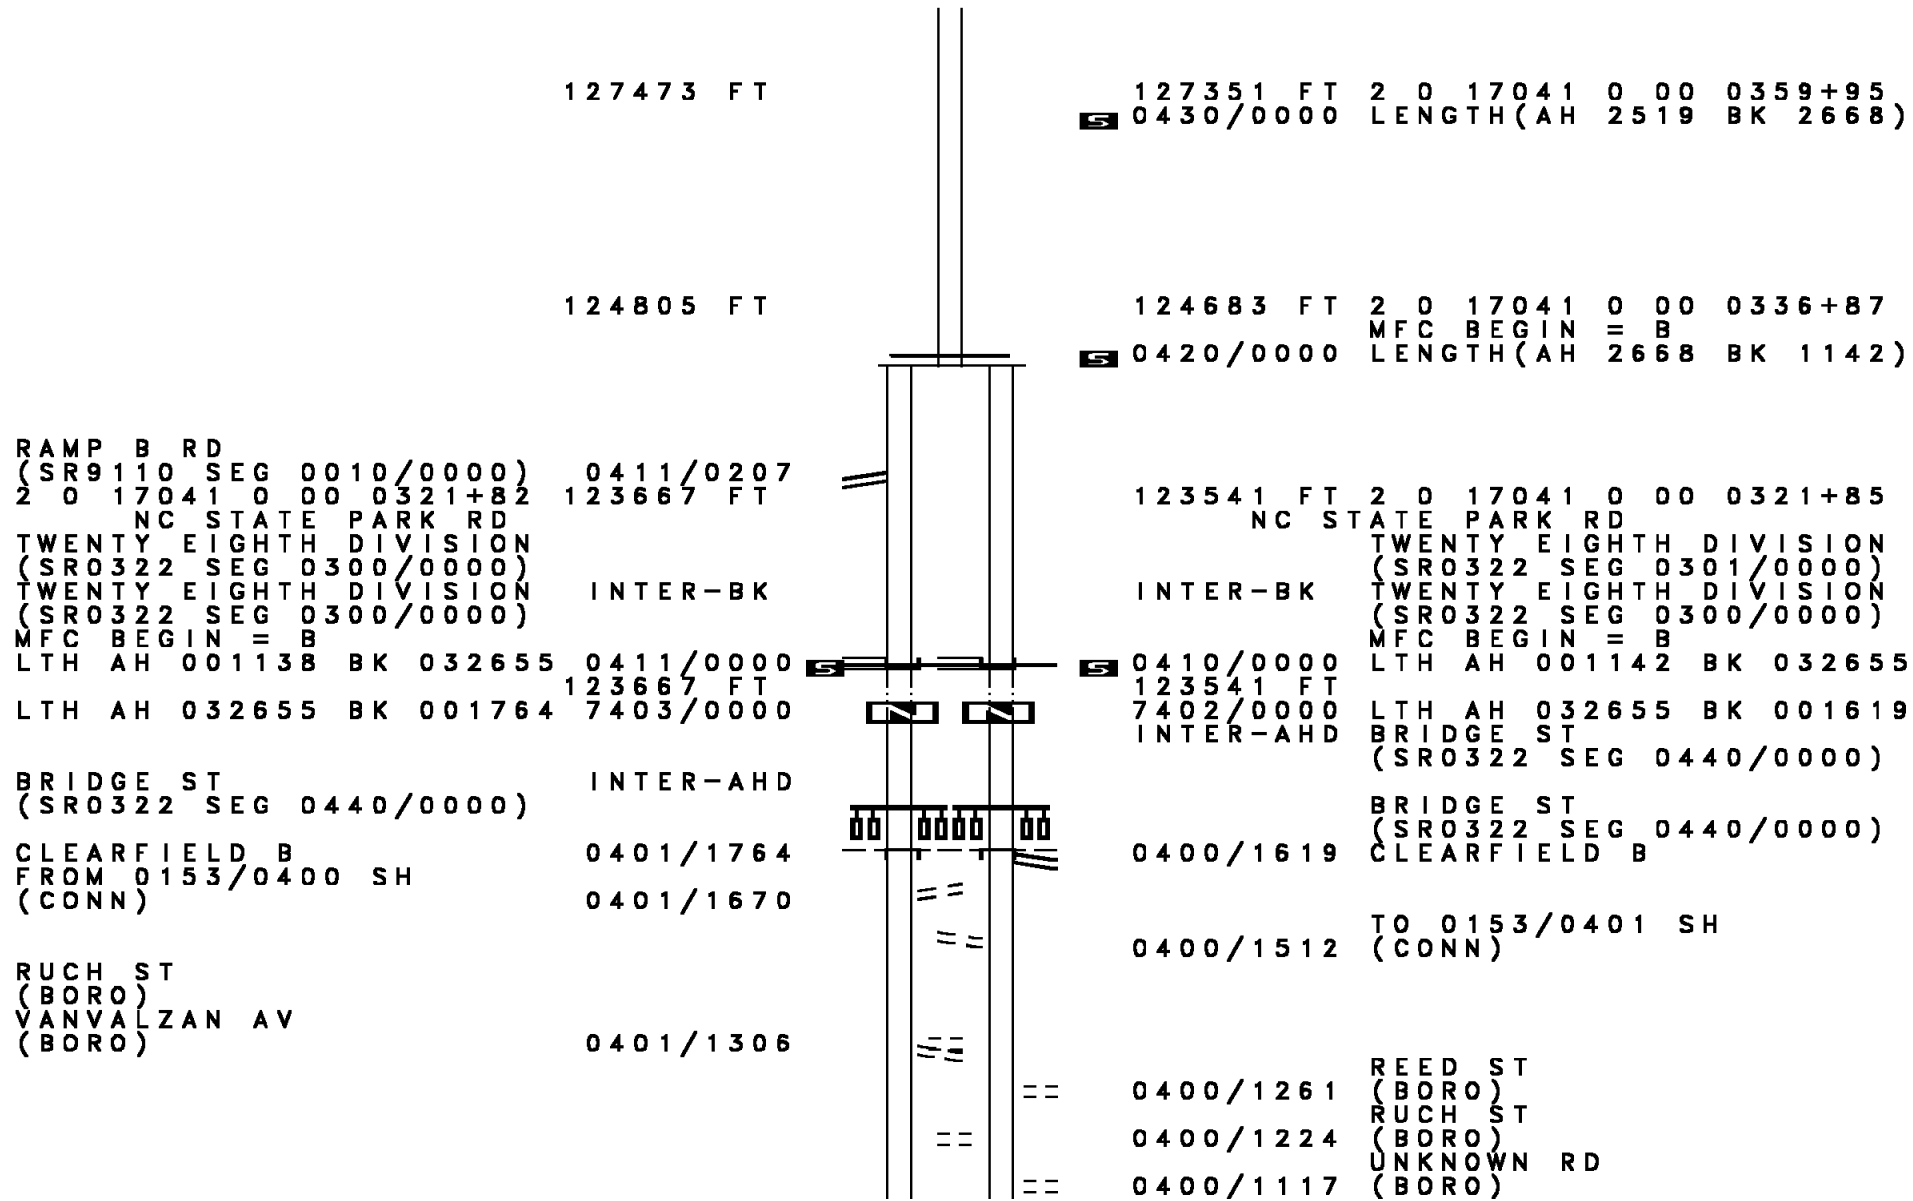 127473 FT 127351 FT 2 0 17041 0 00 0359+95
S 0430/0000 LENGTH(AH 2519 BK 2668)
124805 FT 124683 FT 2 0 17041 0 00 0336+87
MFC BEGIN = B
S 0420/0000 LENGTH(AH 2668 BK 1142)
RAMP B RD
(SR9110 SEG 0010/0000) 0411/0207
2 0 17041 0 00 0321+82 123667 FT 123541 FT 2 0 17041 0 00 0321+85
NC STATE PARK RD NC STATE PARK RD
TWENTY EIGHTH DIVISION TWENTY EIGHTH DIVISION
(SR0322 SEG 0300/0000) (SR0322 SEG 0301/0000)
TWENTY EIGHTH DIVISION INTER-BK INTER-BK TWENTY EIGHTH DIVISION
(SR0322 SEG 0300/0000) (SR0322 SEG 0300/0000)
MFC BEGIN = B MFC BEGIN = B
LTH AH 001138 BK 032655 0411/0000 S S 0410/0000 LTH AH 001142 BK 032655
123667 FT 123541 FT
LTH AH 032655 BK 001764 7403/0000 7402/0000 LTH AH 032655 BK 001619
INTER-AHD BRIDGE ST
(SR0322 SEG 0440/0000)
BRIDGE ST INTER-AHD
(SR0322 SEG 0440/0000) BRIDGE ST
(SR0322 SEG 0440/0000)
CLEARFIELD B 0401/1764 0400/1619 CLEARFIELD B
FROM 0153/0400 SH
(CONN) 0401/1670
TO 0153/0401 SH
0400/1512 (CONN)
RUCH ST
(BORO)
VANVALZAN AV
(BORO) 0401/1306
REED ST
0400/1261 (BORO)
RUCH ST
0400/1224 (BORO)
UNKNOWN RD
0400/1117 (BORO)